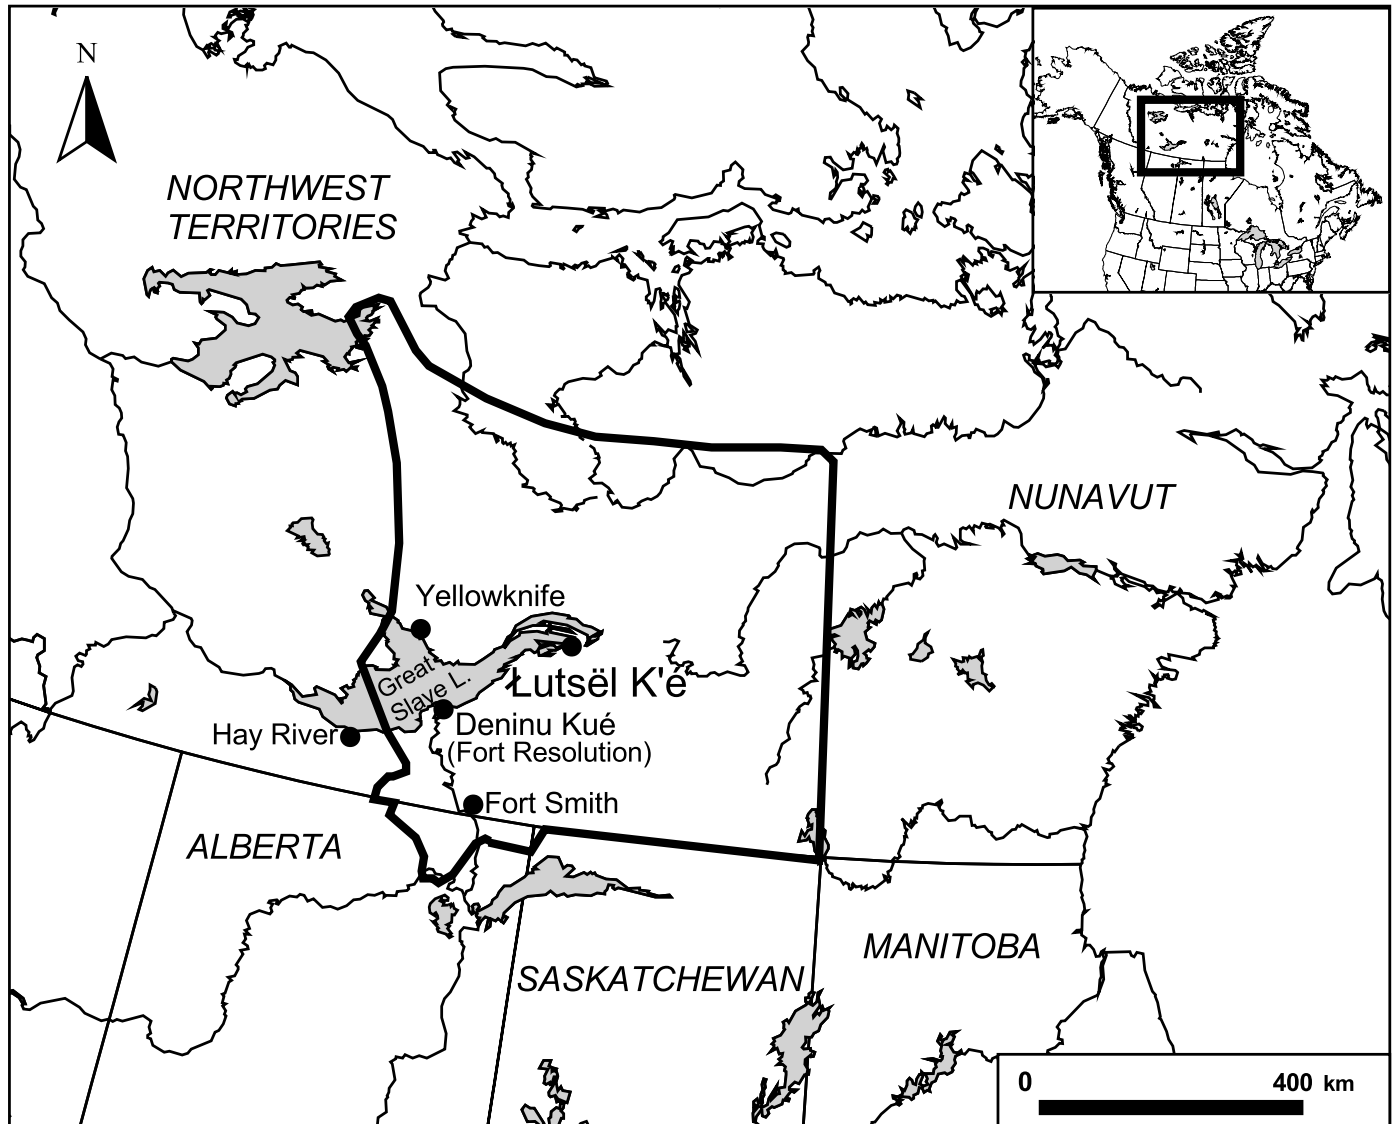 N
NORTHWEST
TERRITORIES
NUNAVUT
Yellowknife
Great
Slave L.
Łutsël K'é
Hay River
Deninu Kué
(Fort Resolution)
Fort Smith
ALBERTA
MANITOBA
SASKATCHEWAN
0 400 km